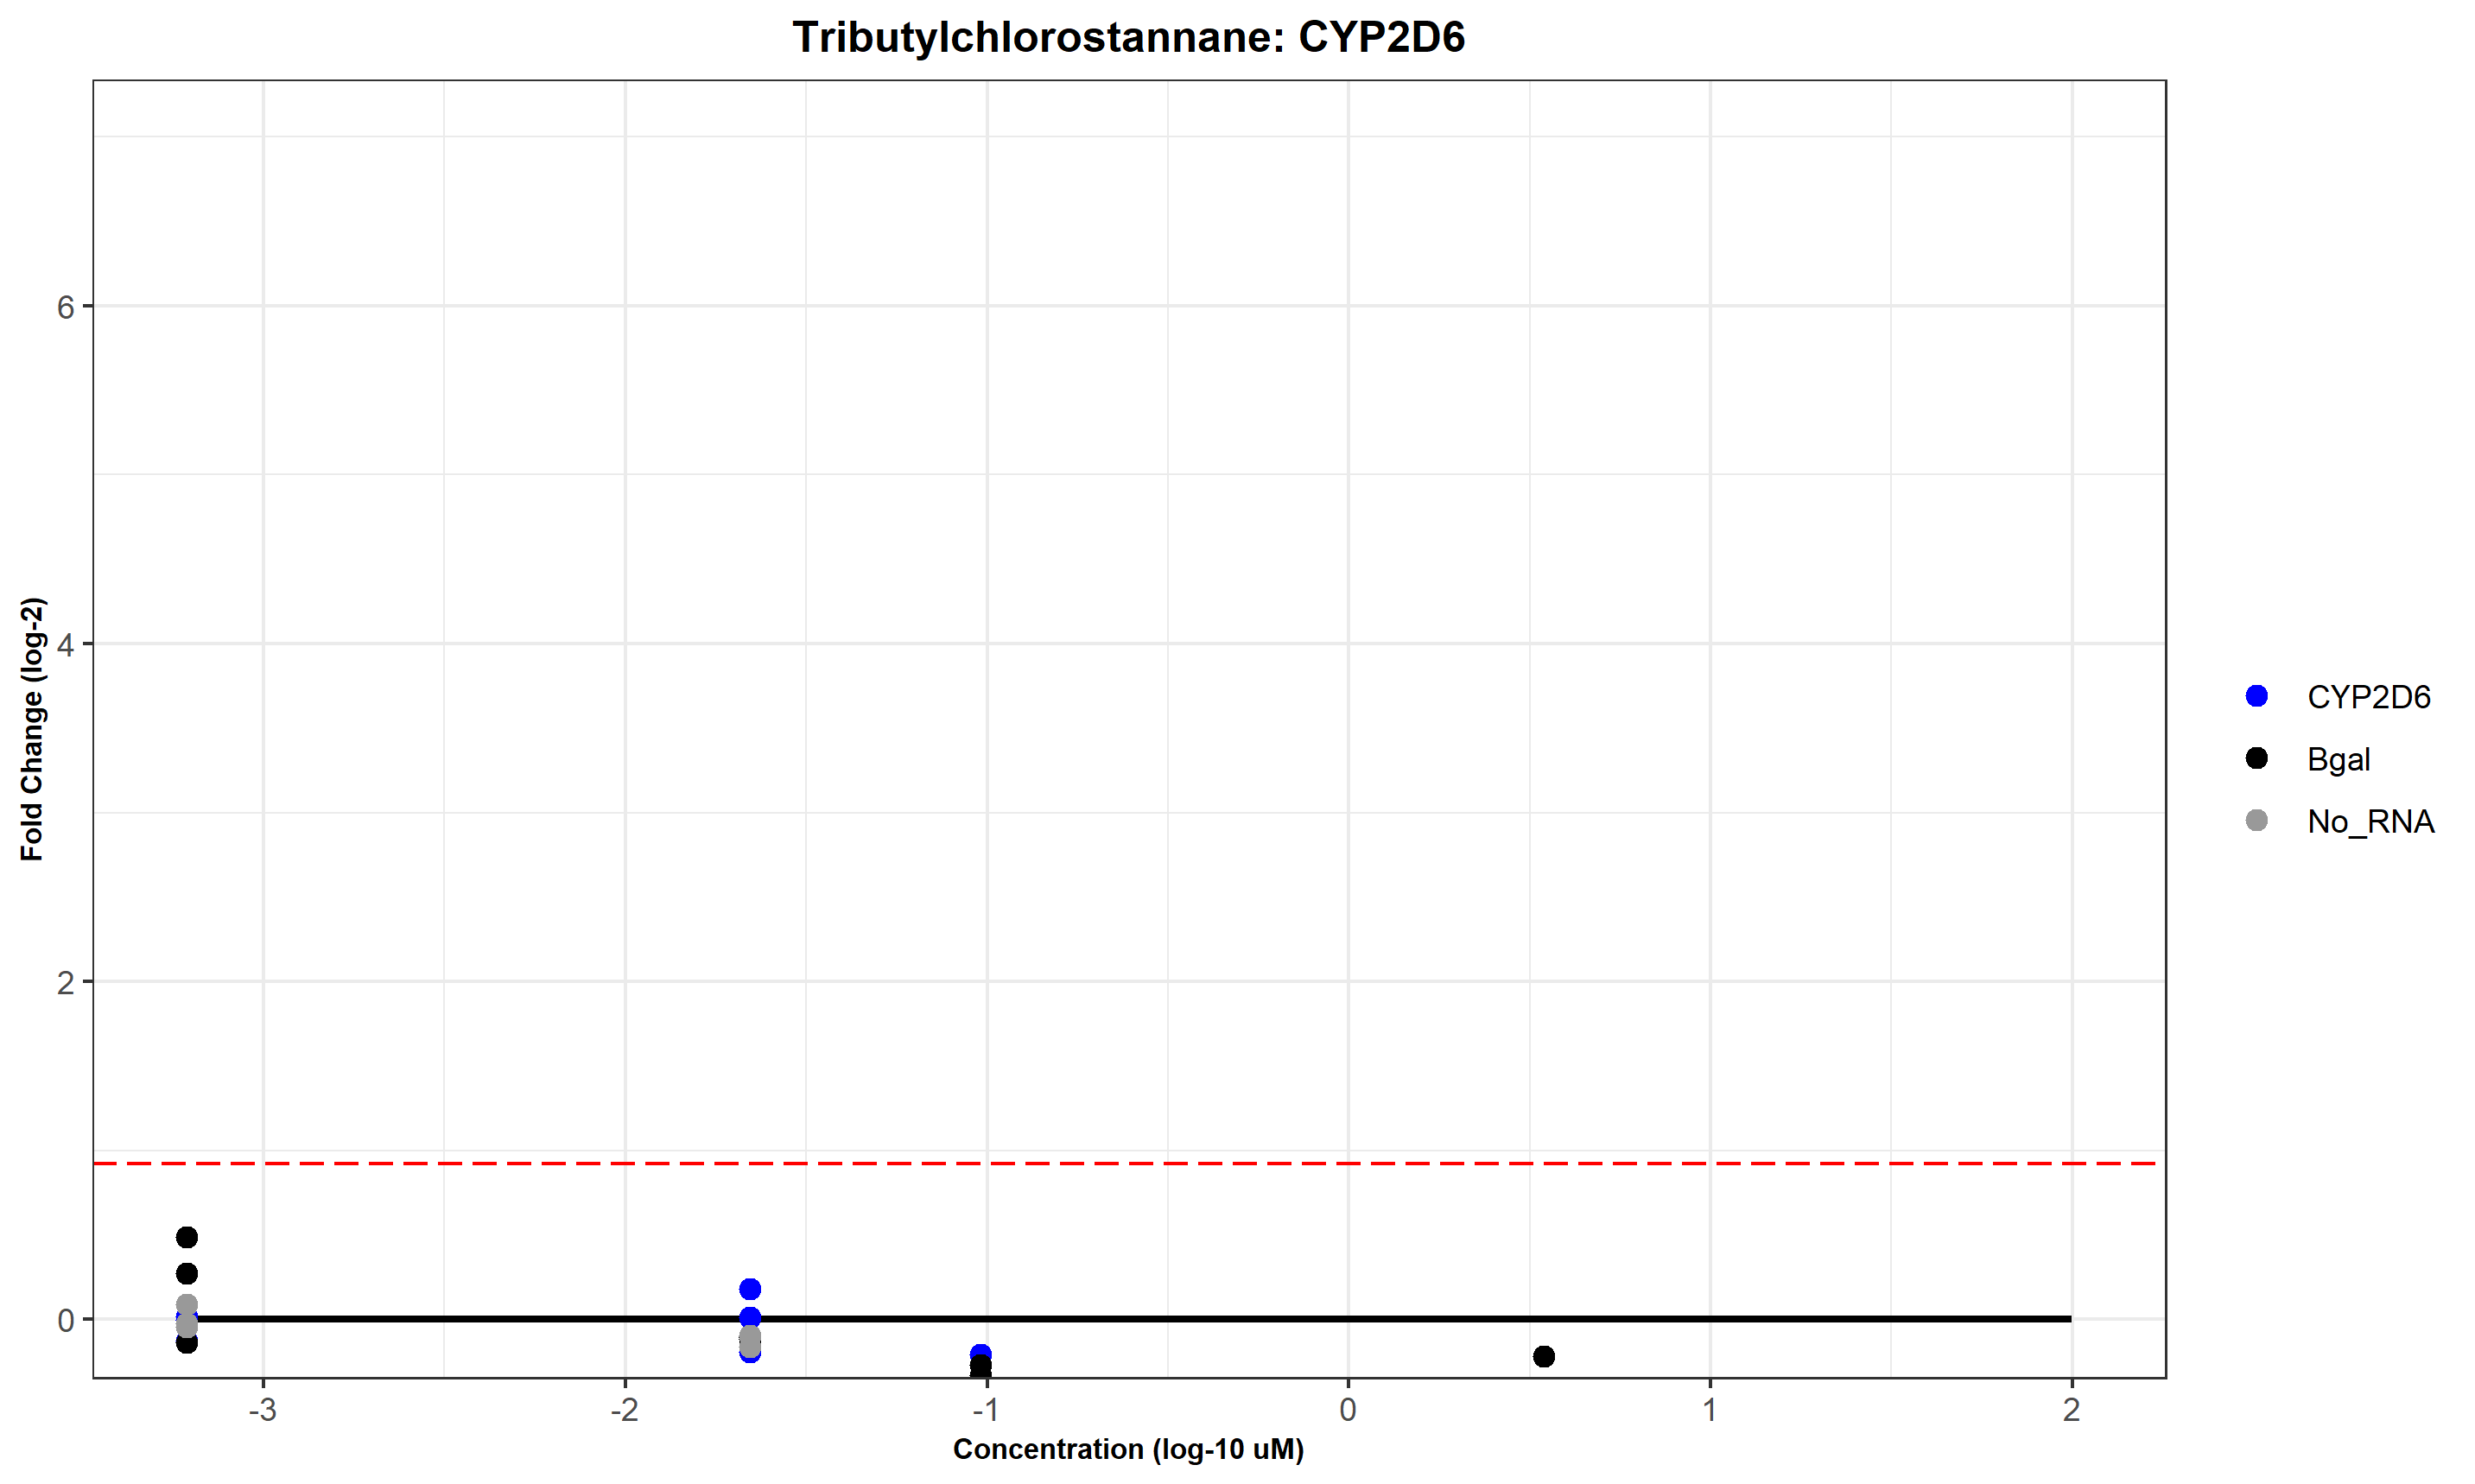 Tributylchlorostannane: CYP2D6
Fold Change (log-2)
6
4
2
0
-3
-2
-1
0
1
2
Concentration (log-10 uM)
CYP2D6
Bgal
No_RNA